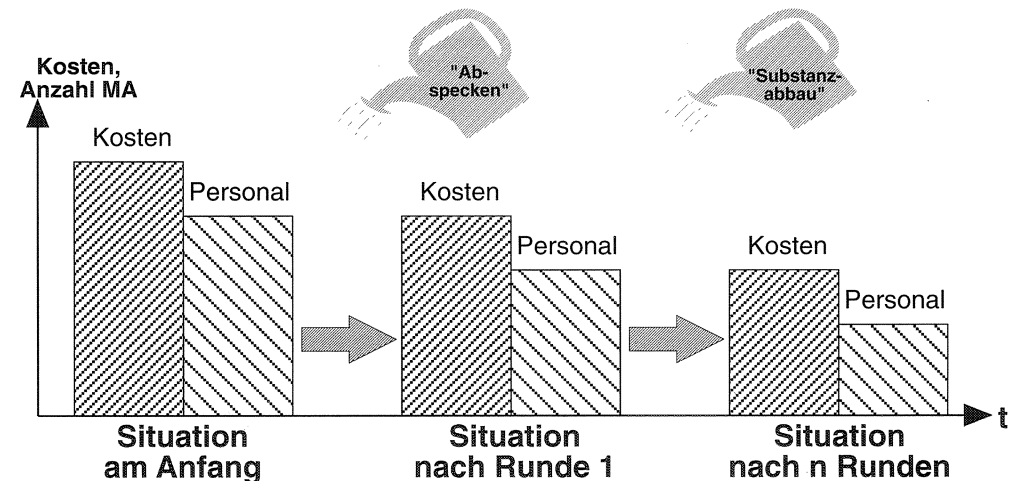 Kosten,
Anzahl MA
"Ab-
specken"
"Substanz-
abbau"
Kosten
Personal
Kosten
Personal
Kosten
Personal
t
Situation
am Anfang
Situation
nach Runde 1
Situation
nach n Runden